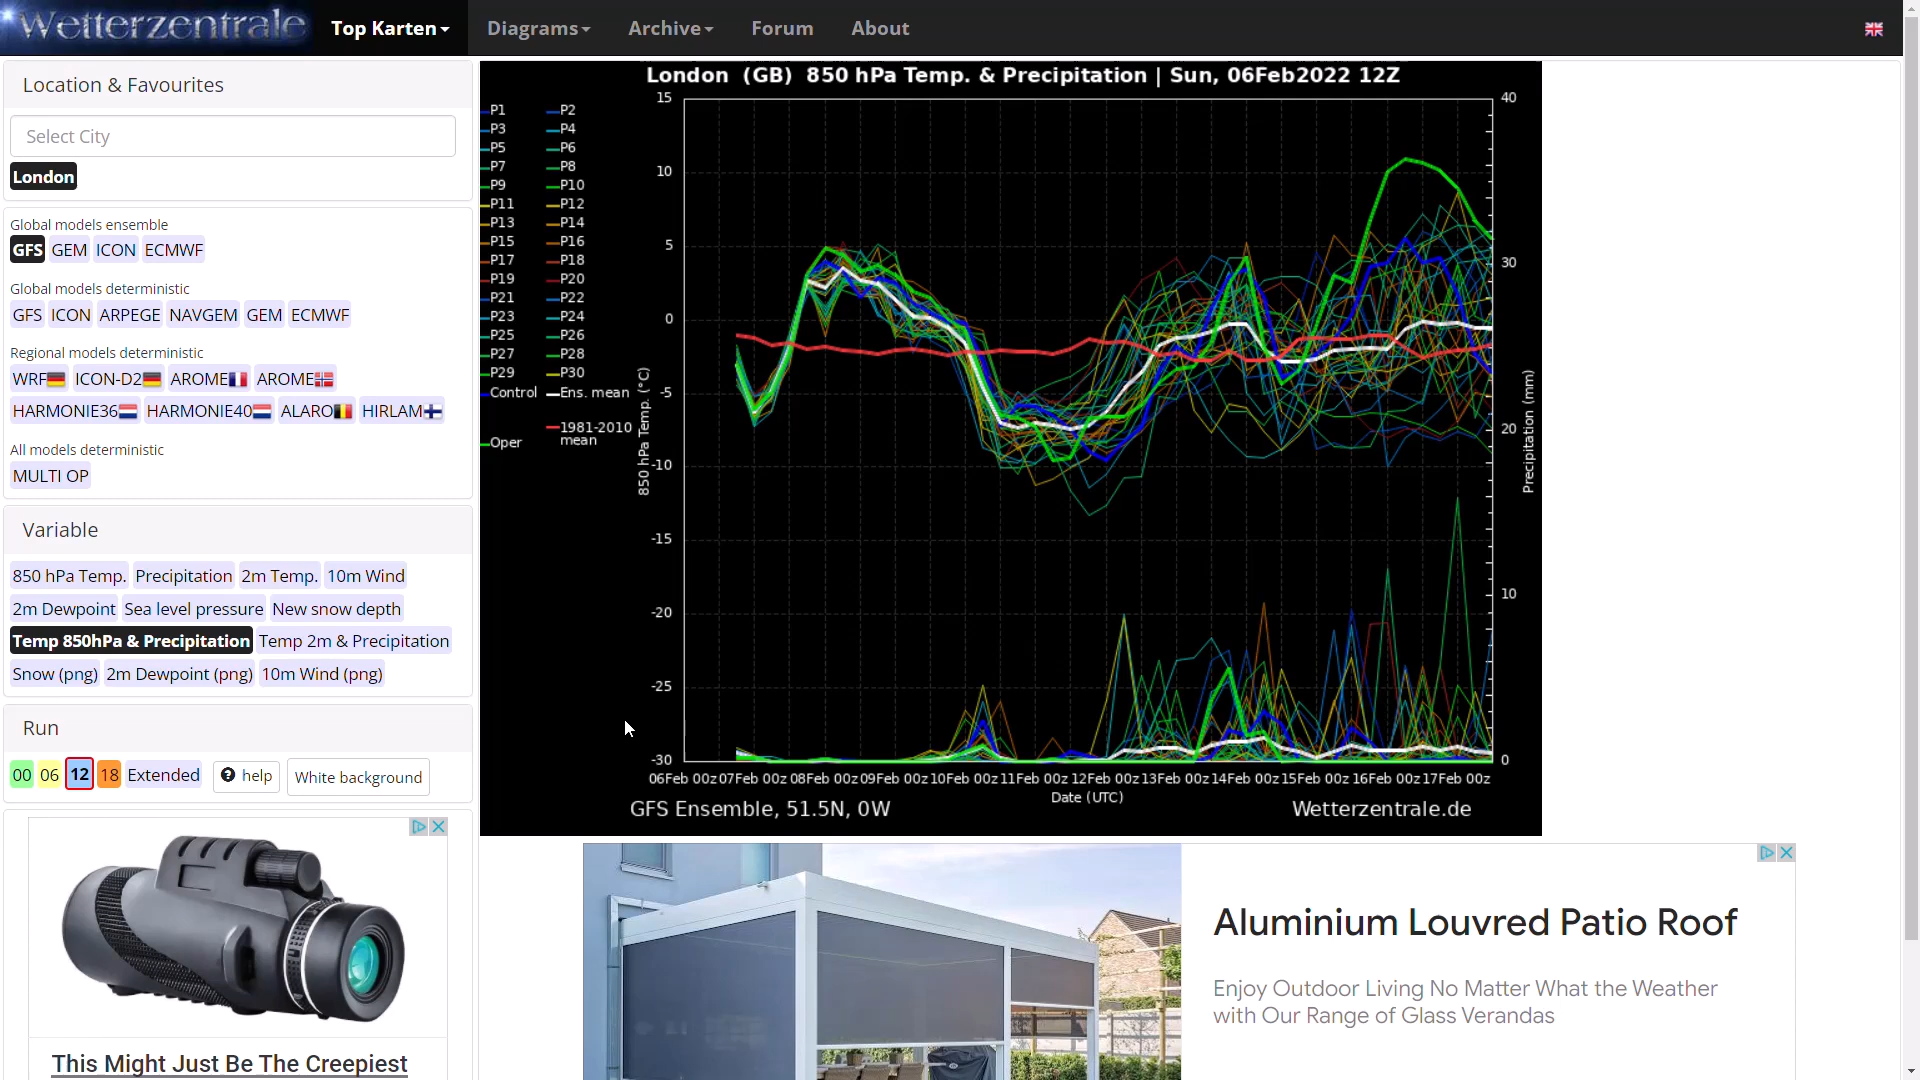 Wetterzentrale
Top Karten
Diagrams
Archive
Forum
About
Location & Favourites
Select City
London
Global models ensemble
GFS GEM ICON ECMWF
Global models deterministic
GFS ICON ARPEGE NAVGEM GEM ECMWF
Regional models deterministic
WRF ICON-D2 AROME AROME
HARMONIE36 HARMONIE40 ALARO HIRLAM
All models deterministic
MULTI OP
Variable
850 hPa Temp. Precipitation 2m Temp. 10m Wind
2m Dewpoint Sea level pressure New snow depth
Temp 850hPa & Precipitation Temp 2m & Precipitation
Snow (png) 2m Dewpoint (png) 10m Wind (png)
Run
00 06 12 18 Extended help White background
This Might Just Be The Creepiest
London (GB) 850 hPa Temp. & Precipitation | Sun, 06Feb2022 12Z
P1 P2
P3 P4
P5 P6
P7 P8
P9 P10
P11 P12
P13 P14
P15 P16
P17 P18
P19 P20
P21 P22
P23 P24
P25 P26
P27 P28
P29 P30
Control Ens. mean
Oper 1981-2010
mean
850 hPa Temp. (°C)
15
10
5
0
-5
-10
-15
-20
-25
-30
40
30
20
10
0
Precipitation (mm)
06Feb 00z 07Feb 00z 08Feb 00z 09Feb 00z 10Feb 00z 11Feb 00z 12Feb 00z 13Feb 00z 14Feb 00z 15Feb 00z 16Feb 00z 17Feb 00z
Date (UTC)
GFS Ensemble, 51.5N, 0W
Wetterzentrale.de
Aluminium Louvred Patio Roof
Enjoy Outdoor Living No Matter What the Weather
with Our Range of Glass Verandas